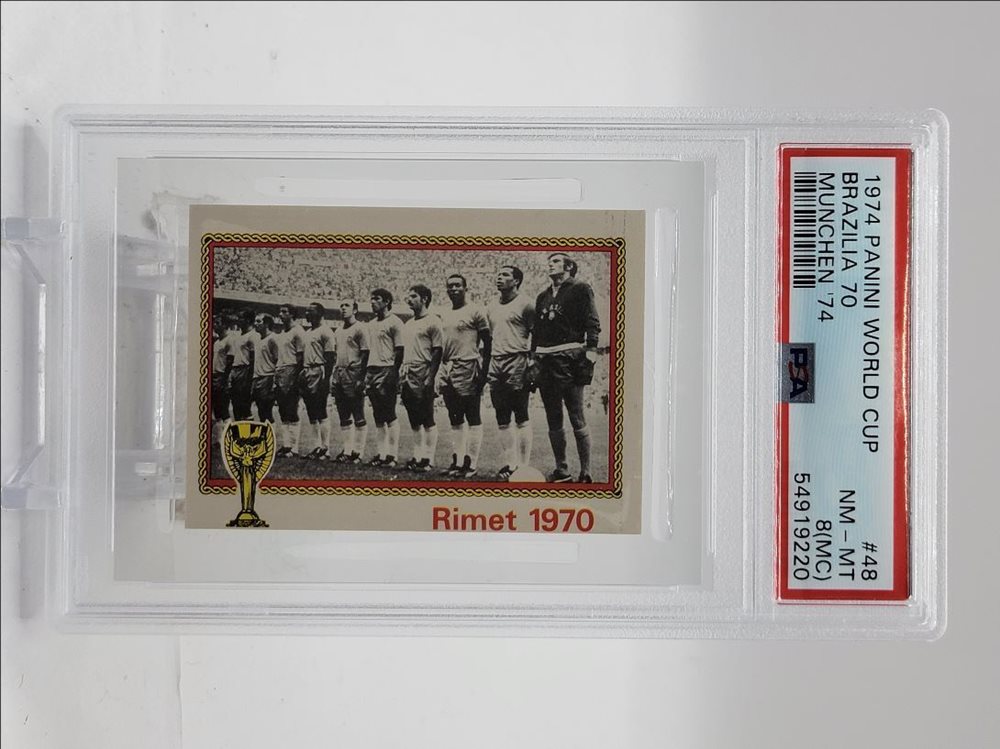 1974 PANINI WORLD CUP #48
BRAZILIA 70 NM - MT
MUNCHEN '74 8(MC)
54919220
PSA
Rimet 1970